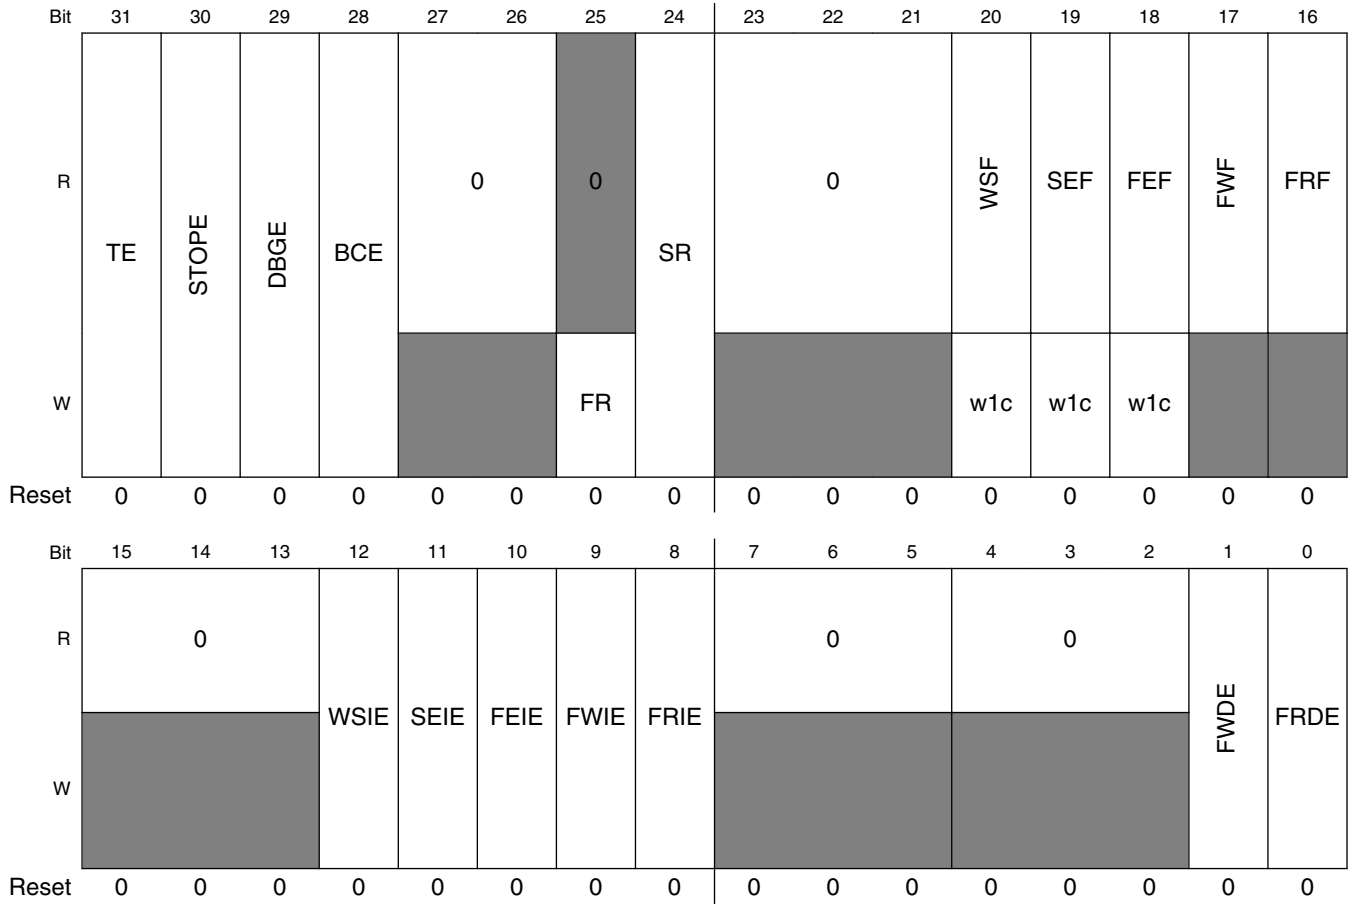 Bit 31 30 29 28 27 26 25 24 23 22 21 20 19 18 17 16
R TE STOPE DBGE BCE 0 0 SR 0 WSF SEF FEF FWF FRF
W FR w1c w1c w1c
Reset 0 0 0 0 0 0 0 0 0 0 0 0 0 0 0 0
Bit 15 14 13 12 11 10 9 8 7 6 5 4 3 2 1 0
R 0 WSIE SEIE FEIE FWIE FRIE 0 0 FWDE FRDE
W
Reset 0 0 0 0 0 0 0 0 0 0 0 0 0 0 0 0